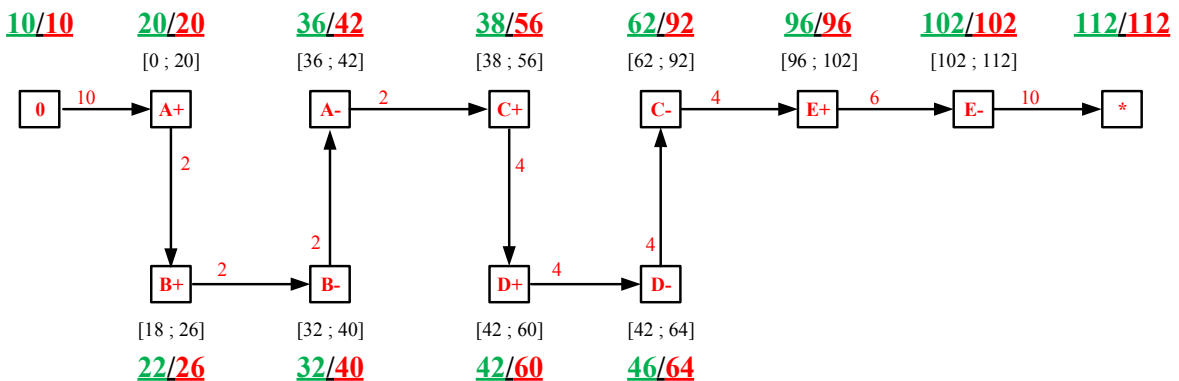 10/10 20/20 36/42 38/56 62/92 96/96 102/102 112/112
[0 ; 20] [36 ; 42] [38 ; 56] [62 ; 92] [96 ; 102] [102 ; 112]
0 10 A+ A- 2 C+ C- 4 E+ 6 E- 10 *
2 4
2 4
B+ 2 B- D+ 4 D-
[18 ; 26] [32 ; 40] [42 ; 60] [42 ; 64]
22/26 32/40 42/60 46/64